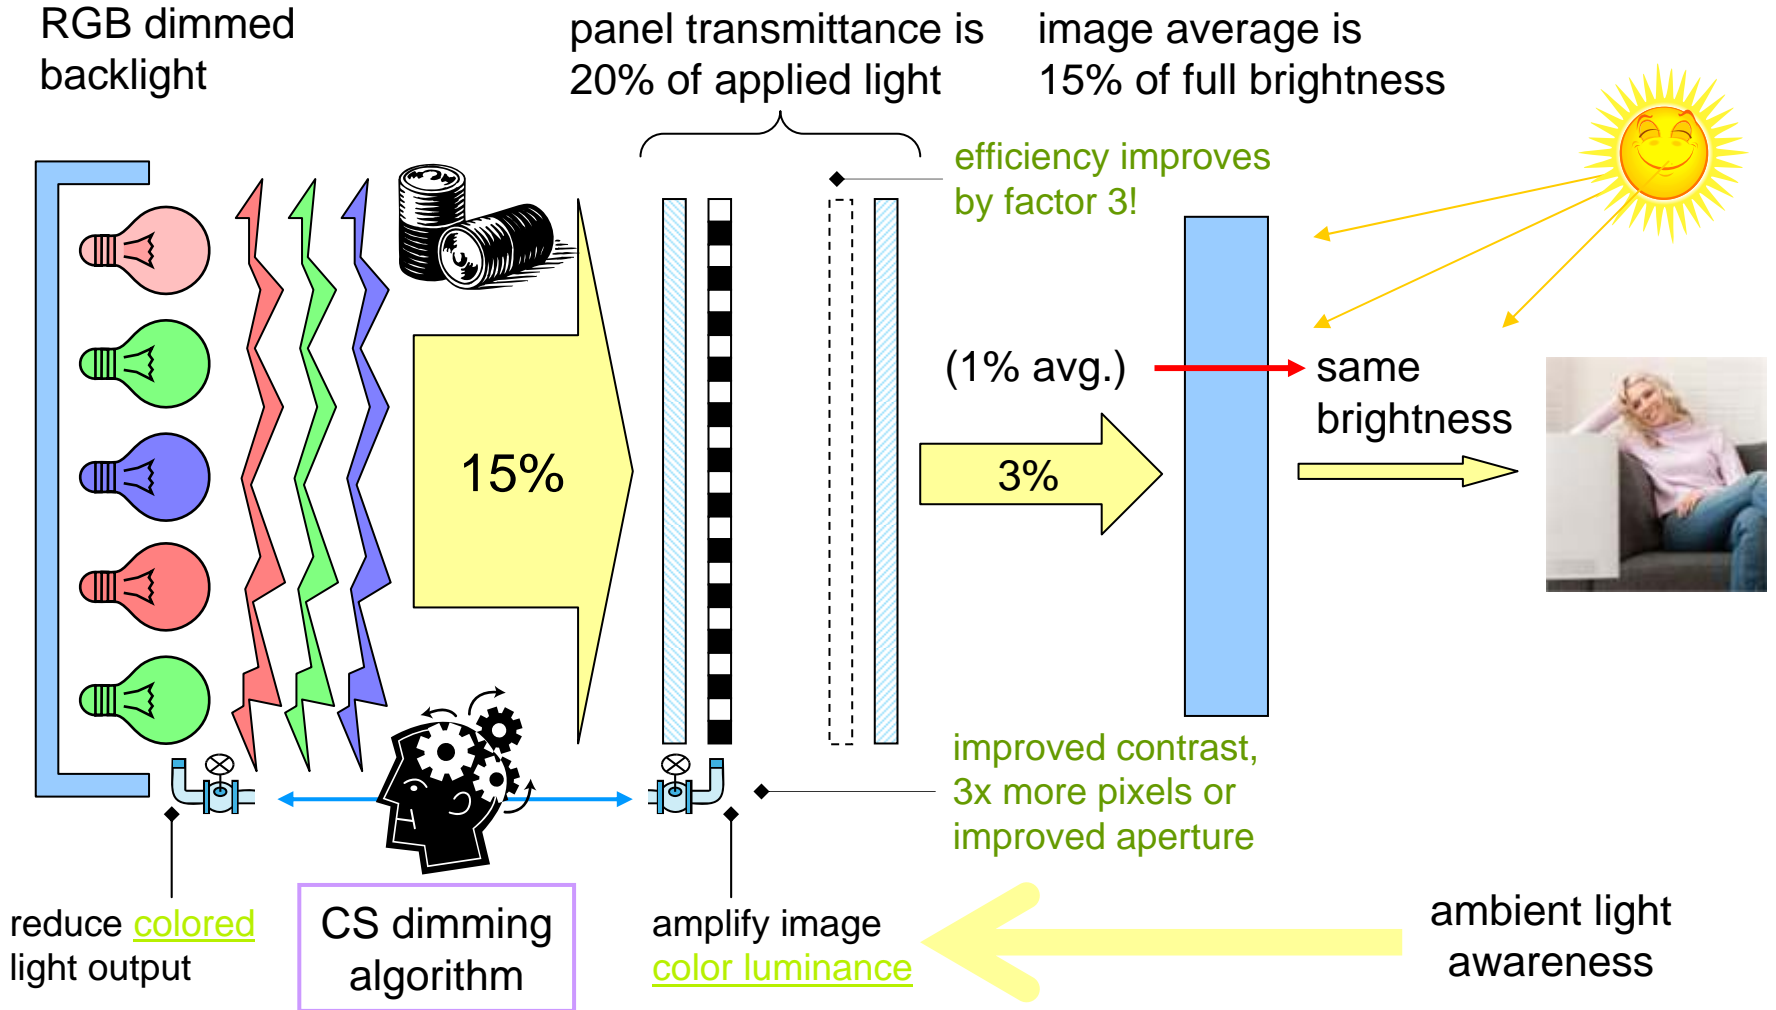 RGB dimmed
backlight
panel transmittance is
20% of applied light
image average is
15% of full brightness
efficiency improves
by factor 3!
15%
(1% avg.)
3%
same
brightness
improved contrast,
3x more pixels or
improved aperture
reduce colored
light output
CS dimming
algorithm
amplify image
color luminance
ambient light
awareness